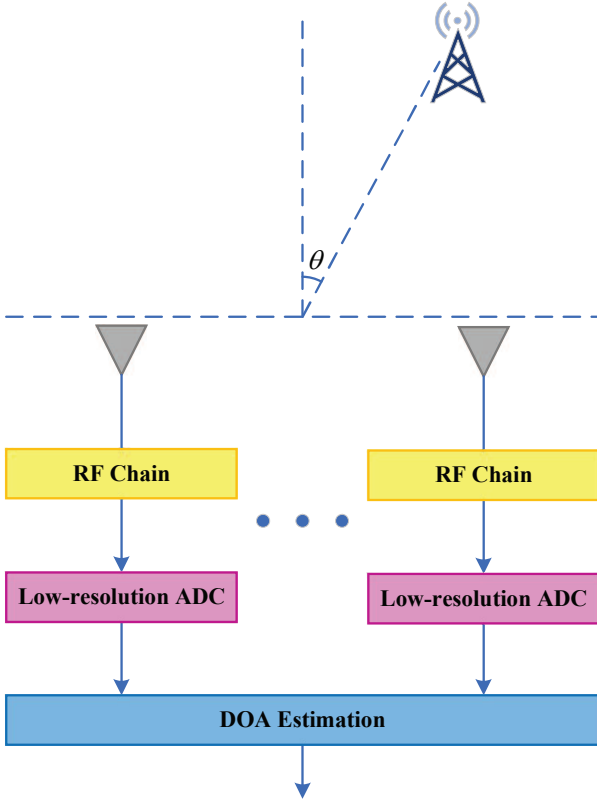 θ
RF Chain
RF Chain
Low-resolution ADC
Low-resolution ADC
DOA Estimation